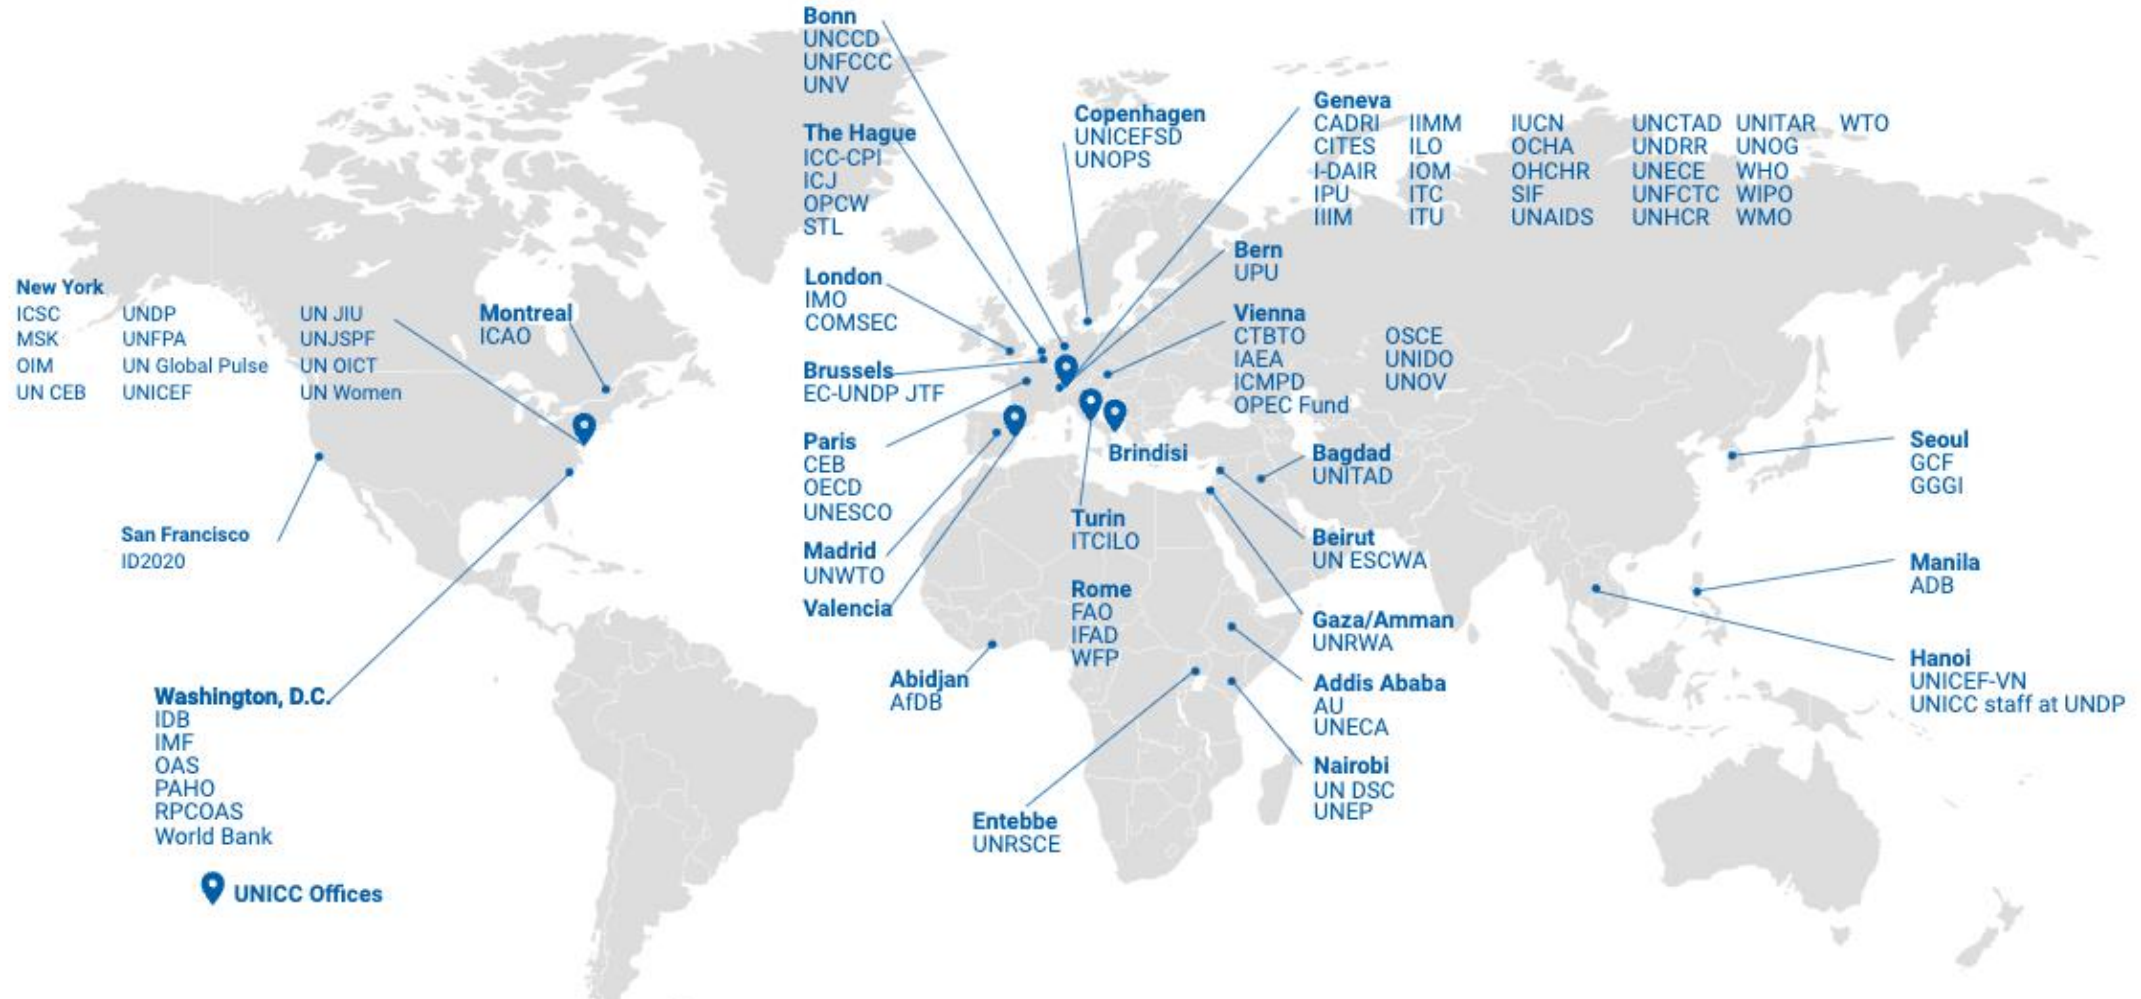 Bonn
UNCCD
UNFCCC
UNV
The Hague
ICC-CPI
ICJ
OPCW
STL
Copenhagen
UNICEFSD
UNOPS
Geneva
CADRI IIMM IUCN UNCTAD UNITAR WTO
CITES ILO OCHA UNDRR UNOG
I-DAIR IOM OHCHR UNECE WHO
IPU ITC SIF UNFCTC WIPO
IIIM ITU UNAIDS UNHCR WMO
Bern
UPU
New York
ICSC UNDP UN JIU
MSK UNFPA UNJSPF
OIM UN Global Pulse UN OICT
UN CEB UNICEF UN Women
Montreal
ICAO
London
IMO
COMSEC
Vienna
CTBTO OSCE
IAEA UNIDO
ICMPD UNOV
OPEC Fund
Brussels
EC-UNDP JTF
Paris
CEB
OECD
UNESCO
Brindisi
Bagdad
UNITAD
Seoul
GCF
GGGI
San Francisco
ID2020
Turin
ITCILO
Madrid
UNWTO
Valencia
Beirut
UN ESCWA
Manila
ADB
Rome
FAO
IFAD
WFP
Gaza/Amman
UNRWA
Hanoi
UNICEF-VN
UNICC staff at UNDP
Abidjan
AfDB
Addis Ababa
AU
UNECA
Washington, D.C.
IDB
IMF
OAS
PAHO
RPCOAS
World Bank
Nairobi
UN DSC
UNEP
Entebbe
UNRSCE
UNICC Offices